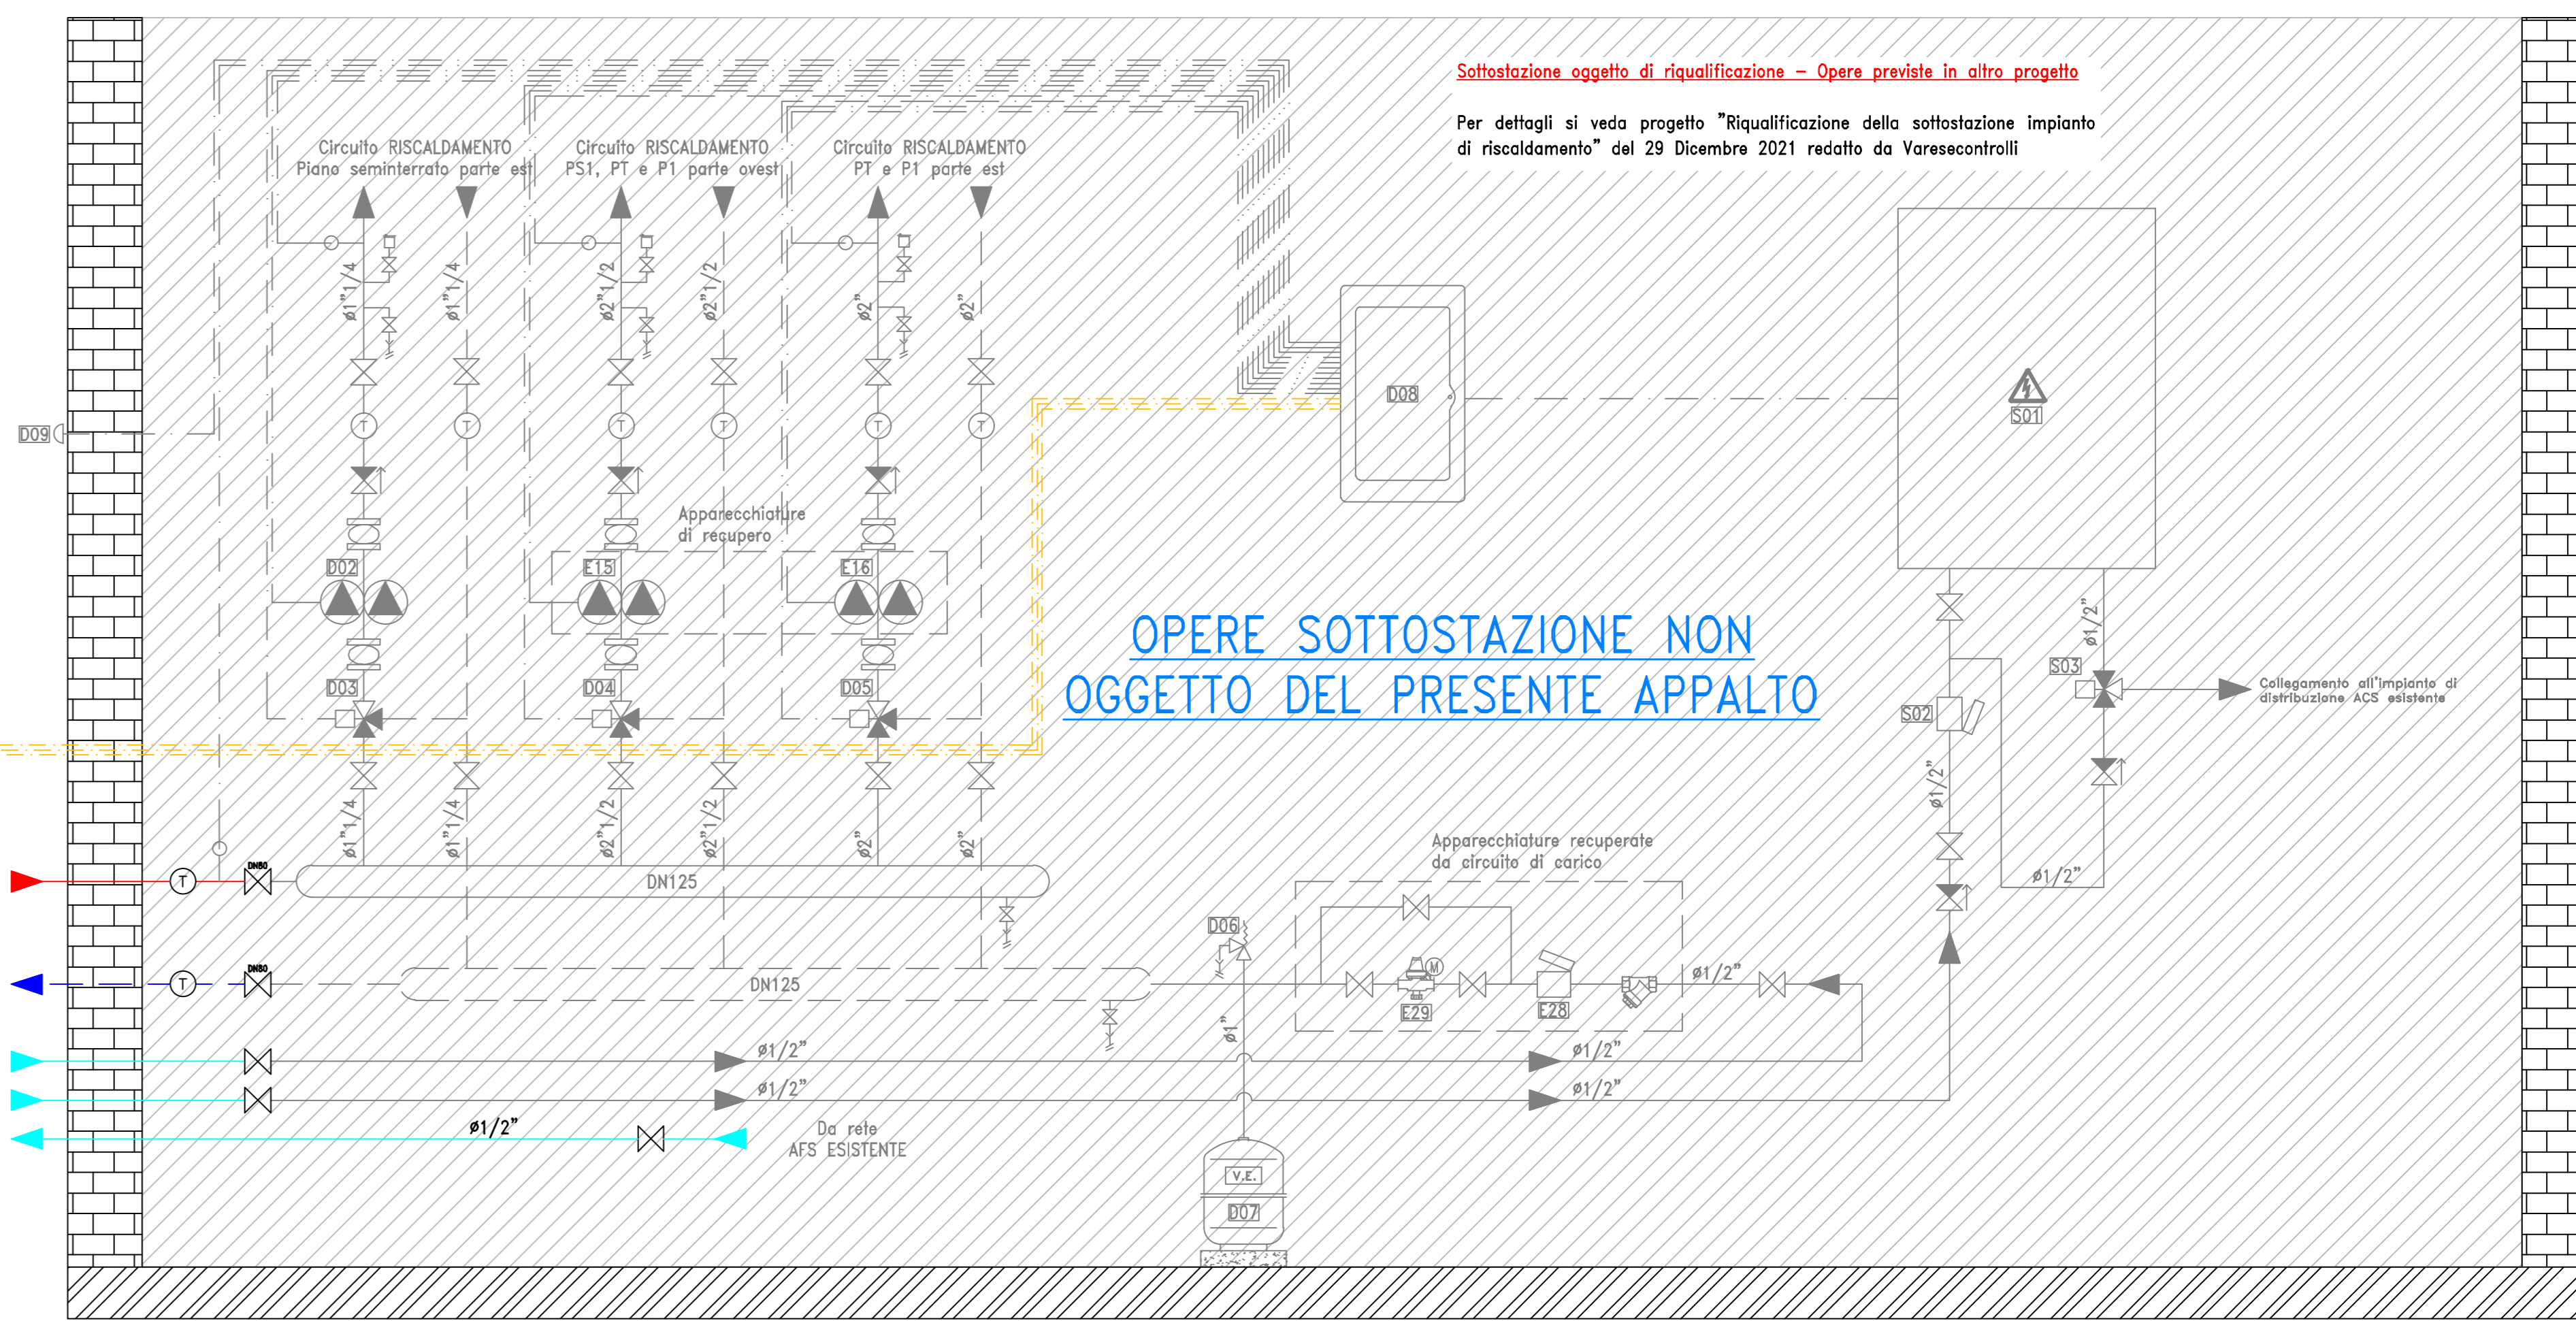 Sottostazione oggetto di riqualificazione – Opere previste in altro progetto
Per dettagli si veda progetto "Riqualificazione della sottostazione impianto
di riscaldamento" del 29 Dicembre 2021 redatto da Varesecontrolli
Circuito RISCALDAMENTO
Piano seminterrato parte est
Circuito RISCALDAMENTO
PS1, PT e P1 parte ovest
Circuito RISCALDAMENTO
PT e P1 parte est
ø1"1/4
ø1"1/4
ø2"1/2
ø2"1/2
ø2"
ø2"
D08
S01
D09
T
T
T
T
T
T
Apparecchiature
di recupero
D02
E15
E16
OPERE SOTTOSTAZIONE NON
OGGETTO DEL PRESENTE APPALTO
ø1/2"
S03
D03
D04
D05
Collegamento all'impianto di
distribuzione ACS esistente
S02
ø1/2"
ø1"1/4
ø1"1/4
ø2"1/2
ø2"1/2
ø2"
ø2"
Apparecchiature recuperate
da circuito di carico
DN80
T
DN125
ø1/2"
D06
DN80
T
DN125
M
ø1/2"
E29
E28
ø1"
ø1/2"
ø1/2"
ø1/2"
ø1/2"
ø1/2"
Da rete
AFS ESISTENTE
V.E.
D07